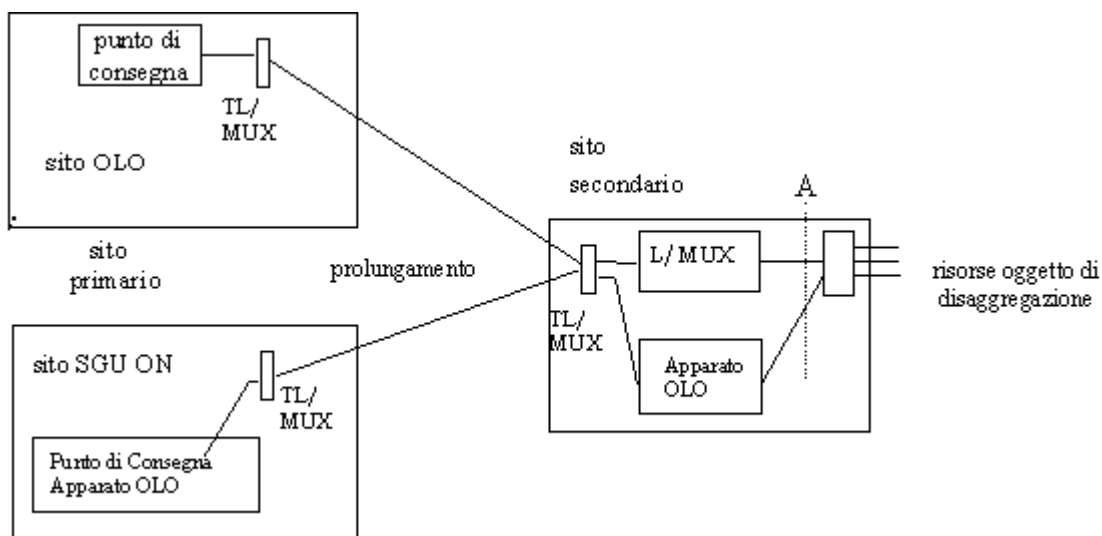 punto di
consegna
TL/
MUX
sito OLO
sito
primario
prolungamento
sito
secondario
A
L/ MUX
TL/
MUX
Apparato
OLO
risorse oggetto di
disaggregazione
sito SGU ON
TL/
MUX
Punto di Consegna
Apparato OLO